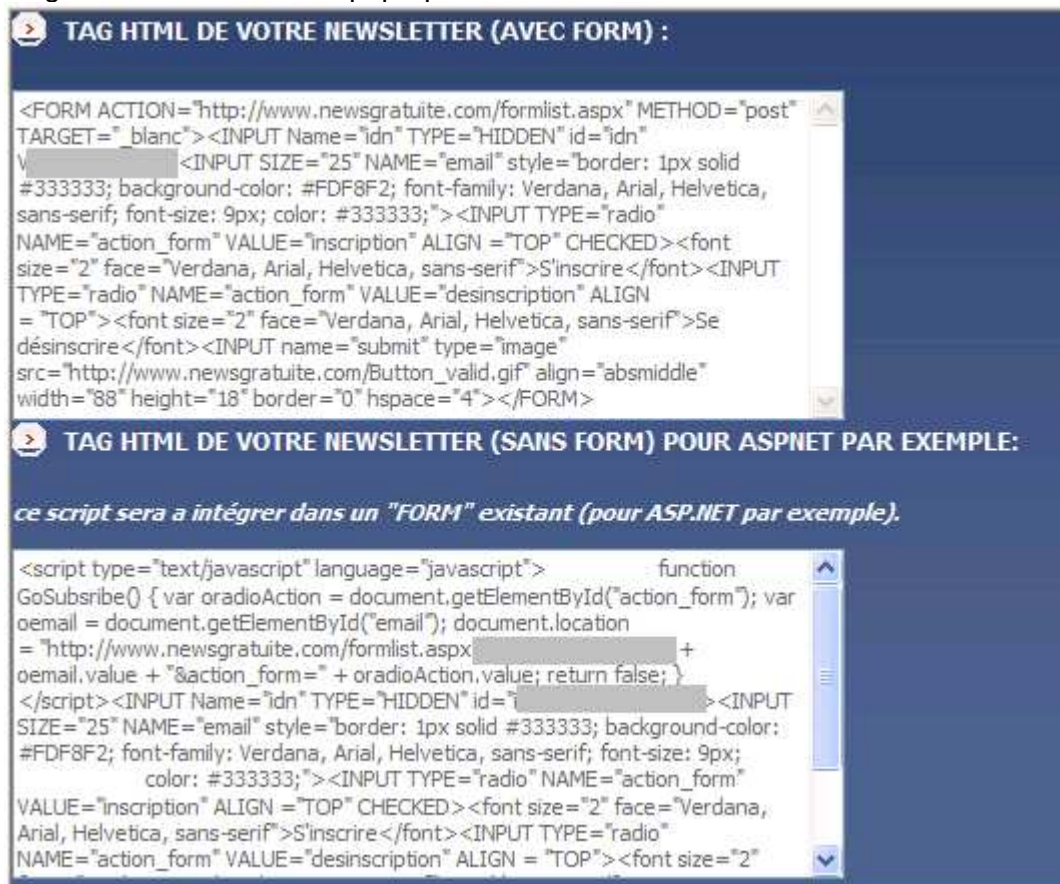 TAG HTML DE VOTRE NEWSLETTER (AVEC FORM) :
<FORM ACTION="http://www.newsgratuite.com/formlist.aspx" METHOD="post"
TARGET="_blanc"><INPUT Name="idn" TYPE="HIDDEN" id="idn"
<INPUT SIZE="25" NAME="email" style="border: 1px solid
#333333; background-color: #FDF8F2; font-family: Verdana, Arial, Helvetica,
sans-serif; font-size: 9px; color: #333333;"><INPUT TYPE="radio"
NAME="action_form" VALUE="inscription" ALIGN ="TOP" CHECKED><font
size="2" face="Verdana, Arial, Helvetica, sans-serif">S'inscrire</font><INPUT
TYPE="radio" NAME="action_form" VALUE="desinscription" ALIGN
= "TOP"><font size="2" face="Verdana, Arial, Helvetica, sans-serif">Se
désinscrire</font><INPUT name="submit" type="image"
src="http://www.newsgratuite.com/Button_valid.gif" align="absmiddle"
width="88" height="18" border="0" hspace="4"></FORM>
TAG HTML DE VOTRE NEWSLETTER (SANS FORM) POUR ASPNET PAR EXEMPLE:
ce script sera a intégrer dans un "FORM" existant (pour ASP.NET par exemple).
<script type="text/javascript" language="javascript"> function
GoSubsribe() { var oradioAction = document.getElementById("action_form"); var
oemail = document.getElementById("email"); document.location
= "http://www.newsgratuite.com/formlist.aspx +
oemail.value + "&action_form=" + oradioAction.value; return false; }
</script><INPUT Name="idn" TYPE="HIDDEN" id="i ><INPUT
SIZE="25" NAME="email" style="border: 1px solid #333333; background-color:
#FDF8F2; font-family: Verdana, Arial, Helvetica, sans-serif; font-size: 9px;
color: #333333;"><INPUT TYPE="radio" NAME="action_form"
VALUE="inscription" ALIGN ="TOP" CHECKED><font size="2" face="Verdana,
Arial, Helvetica, sans-serif">S'inscrire</font><INPUT TYPE="radio"
NAME="action_form" VALUE="desinscription" ALIGN = "TOP"><font size="2"